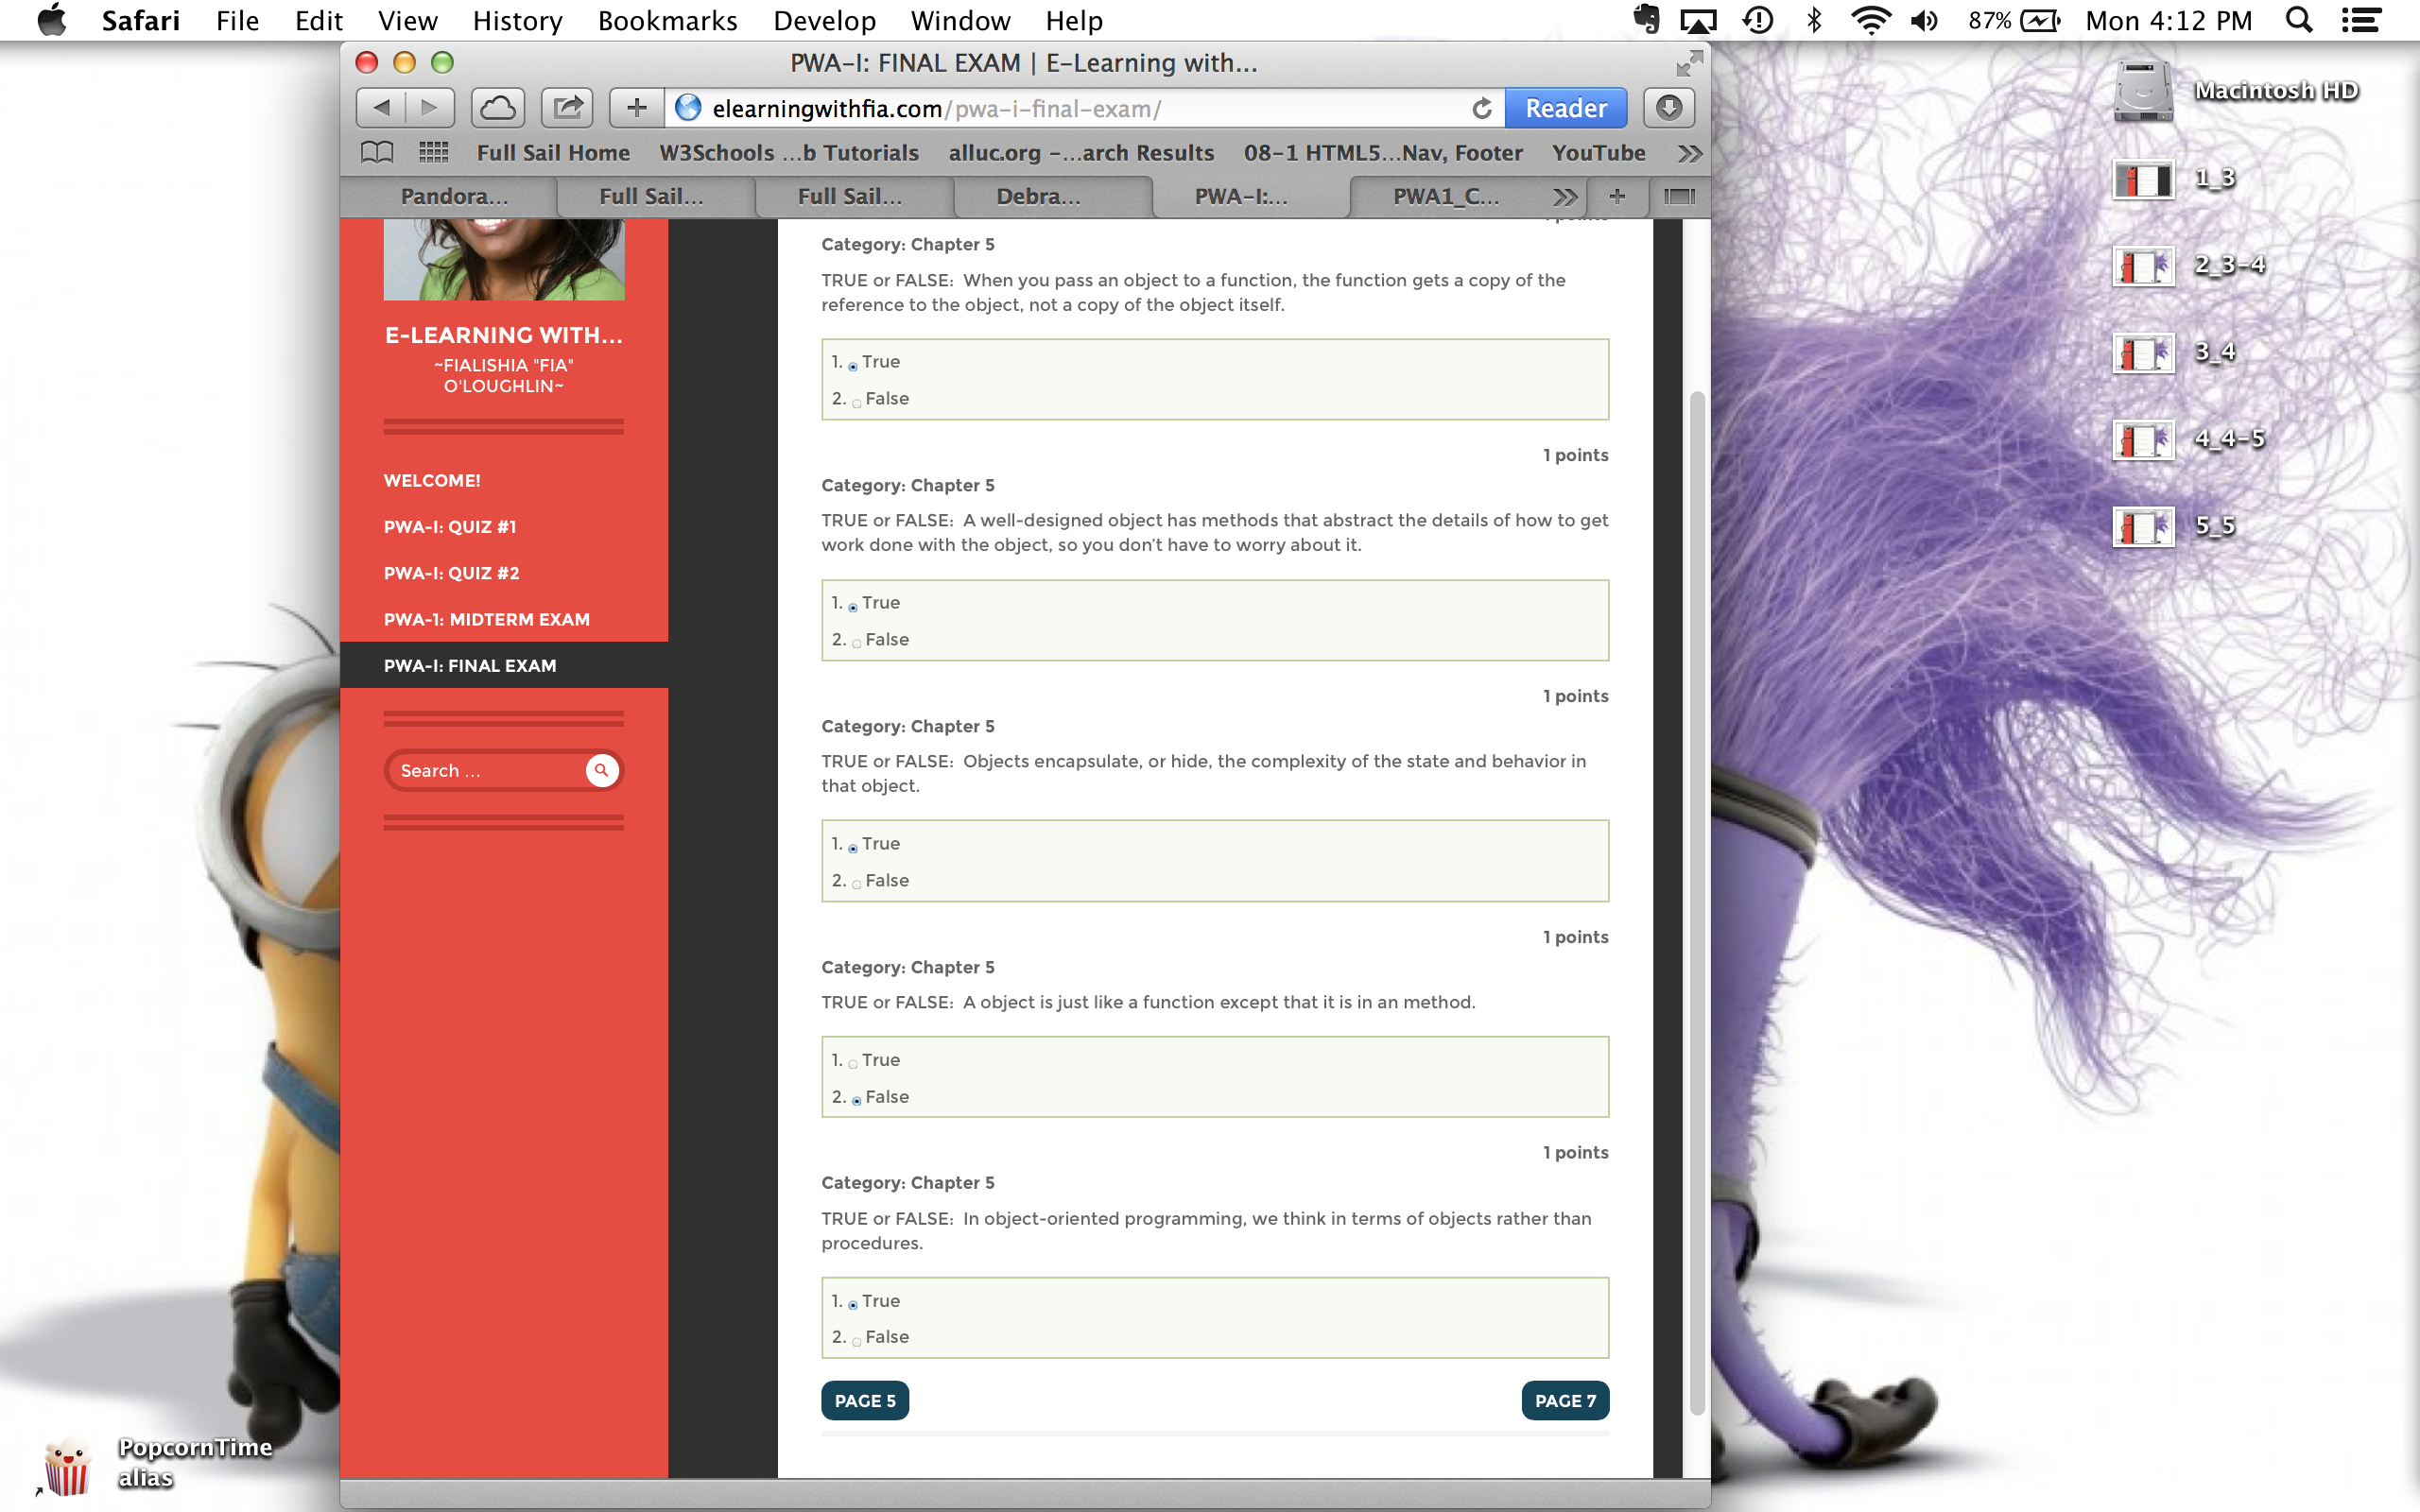 Safari File Edit View History Bookmarks Develop Window Help 87% Mon 4:12 PM
PWA-I: FINAL EXAM | E-Learning with...
elearningwithfia.com/pwa-i-final-exam/ Reader
Full Sail Home W3Schools ...b Tutorials alluc.org -...arch Results 08-1 HTML5...Nav, Footer YouTube >>
Pandora... Full Sail... Full Sail... Debra... PWA-I:... PWA1_C... >> +
Macintosh HD
1_3
2_3-4
3_4
4_4-5
5_5
PopcornTime
alias
E-LEARNING WITH...
~FIALISHIA "FIA"
O'LOUGHLIN~
WELCOME!
PWA-I: QUIZ #1
PWA-I: QUIZ #2
PWA-1: MIDTERM EXAM
PWA-I: FINAL EXAM
Search ...
Category: Chapter 5
TRUE or FALSE: When you pass an object to a function, the function gets a copy of the
reference to the object, not a copy of the object itself.
1. True
2. False
1 points
Category: Chapter 5
TRUE or FALSE: A well-designed object has methods that abstract the details of how to get
work done with the object, so you don’t have to worry about it.
1. True
2. False
1 points
Category: Chapter 5
TRUE or FALSE: Objects encapsulate, or hide, the complexity of the state and behavior in
that object.
1. True
2. False
1 points
Category: Chapter 5
TRUE or FALSE: A object is just like a function except that it is in an method.
1. True
2. False
1 points
Category: Chapter 5
TRUE or FALSE: In object-oriented programming, we think in terms of objects rather than
procedures.
1. True
2. False
PAGE 5 PAGE 7